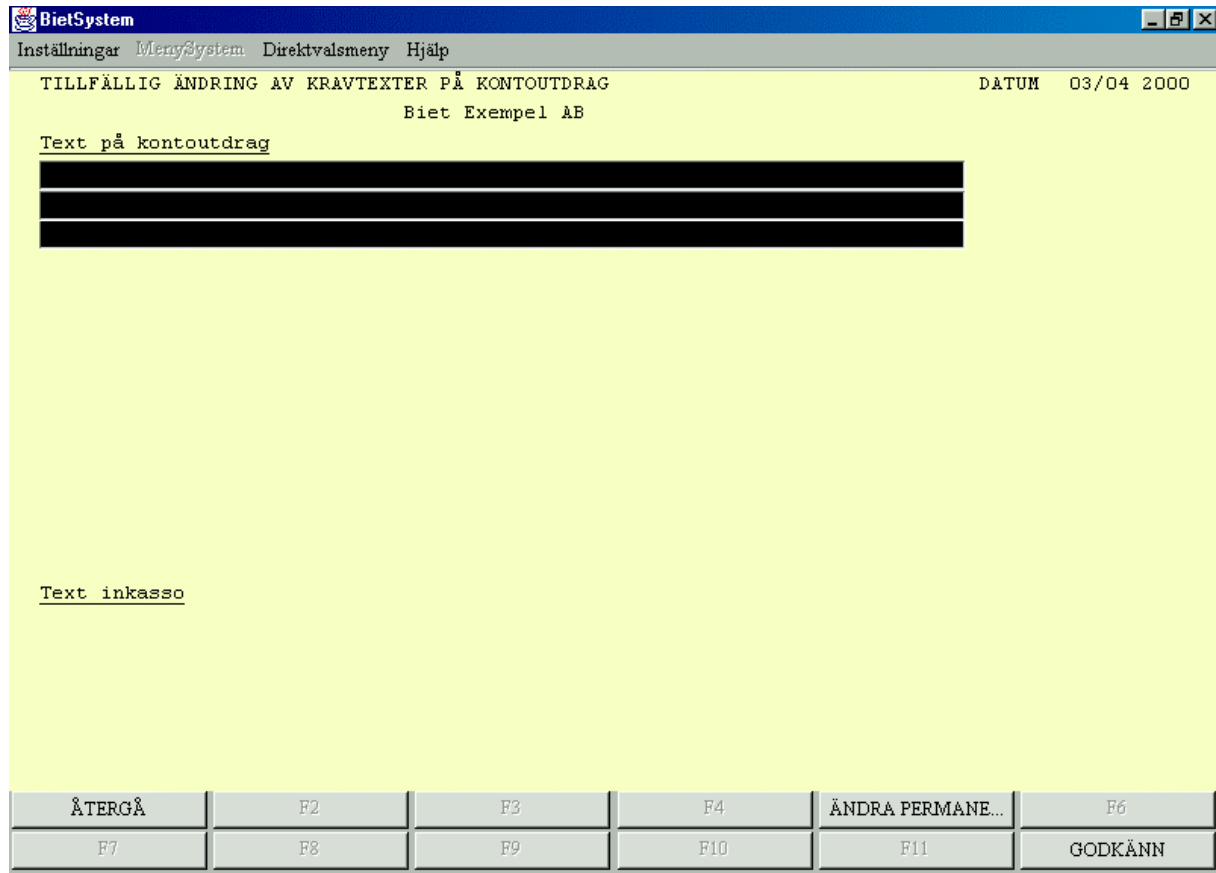 BietSystem
Inställningar MenySystem Direktvalsmeny Hjälp
TILLFÄLLIG ÄNDRING AV KRAVTEXTER PÅ KONTOUTDRAG DATUM 03/04 2000
Biet Exempel AB
Text på kontoutdrag
Text inkasso
ÅTERGÅ F2 F3 F4 ÄNDRA PERMANE... F6
F7 F8 F9 F10 F11 GODKÄNN